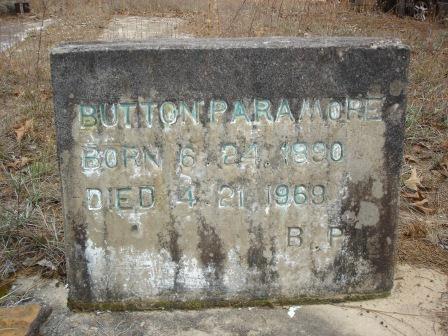 BUTTON PARAMORE
BORN 6.24.1890
DIED 4.21.1969
B.P